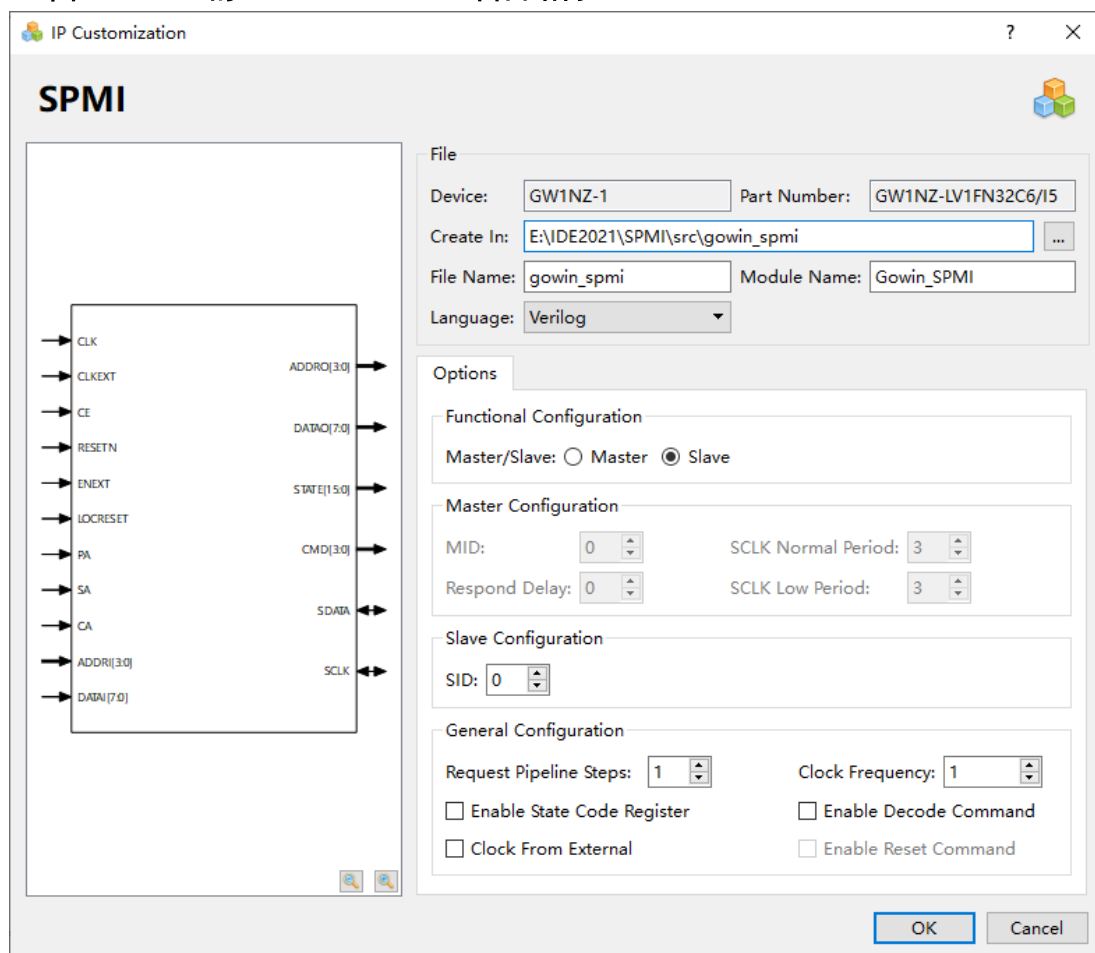 IP Customization
?
SPMI
CLK
CLKEXT
CE
RESETN
ENEXT
LOCRESET
PA
SA
CA
ADDRI[3:0]
DATAI[7:0]
ADDRO[3:0]
DATAO[7:0]
STATE[15:0]
CMD[3:0]
SDATA
SCLK
File
Device: GW1NZ-1 Part Number: GW1NZ-LV1FN32C6/I5
Create In: E:\IDE2021\SPMI\src\gowin_spmi ...
File Name: gowin_spmi Module Name: Gowin_SPMI
Language: Verilog
Options
Functional Configuration
Master/Slave: Master Slave
Master Configuration
MID: 0 SCLK Normal Period: 3
Respond Delay: 0 SCLK Low Period: 3
Slave Configuration
SID: 0
General Configuration
Request Pipeline Steps: 1 Clock Frequency: 1
Enable State Code Register Enable Decode Command
Clock From External Enable Reset Command
OK Cancel